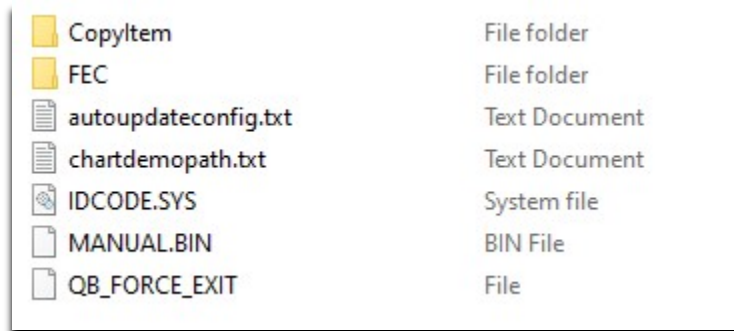 CopyItem File folder
FEC File folder
autoupdateconfig.txt Text Document
chartdemopath.txt Text Document
IDCODE.SYS System file
MANUAL.BIN BIN File
QB_FORCE_EXIT File